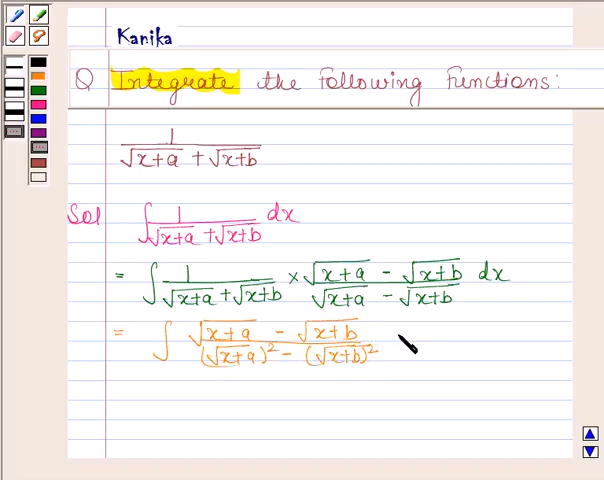 Kanika
Q Integrate the Following Functions:
1
√x+a + √x+b
Sol ∫ 1/(√x+a + √x+b) dx
= ∫ 1/(√x+a + √x+b) × (√x+a - √x+b)/(√x+a - √x+b) dx
= ∫ (√x+a - √x+b)/((√x+a)² - (√x+b)²)